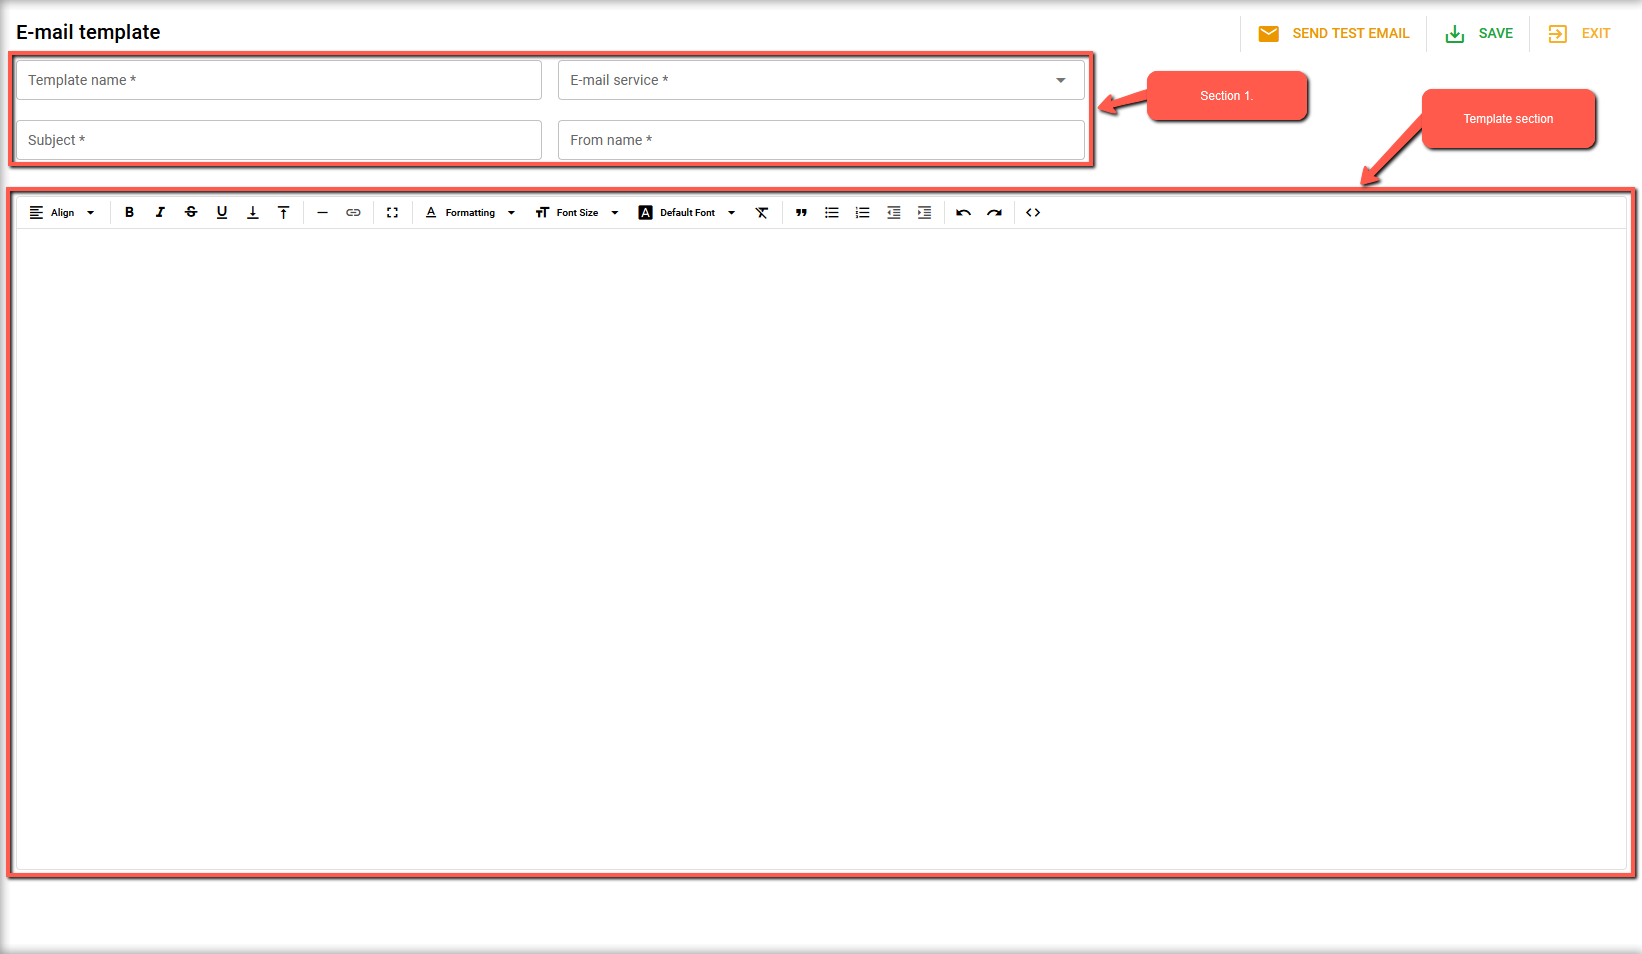 E-mail template
SEND TEST EMAIL
SAVE
EXIT
Template name *
E-mail service *
Section 1.
Template section
Subject *
From name *
Align
B
I
S
U
Formatting
Font Size
A
Default Font